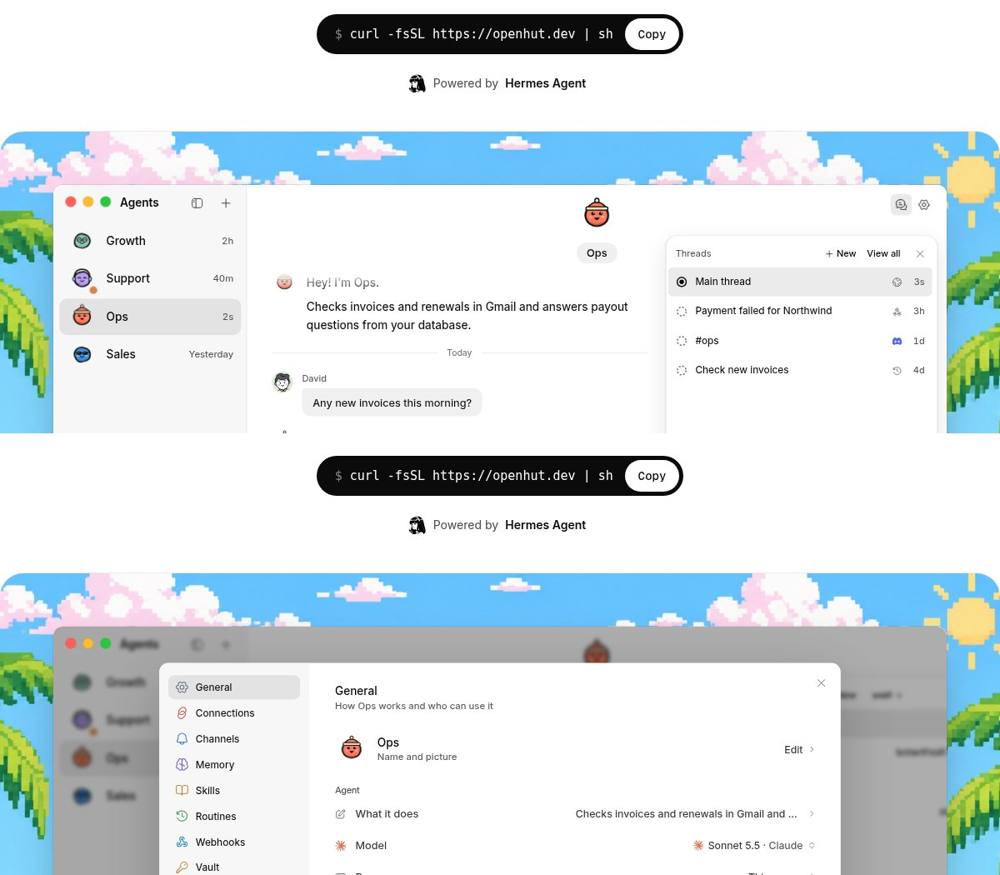 $ curl -fsSL https://openhut.dev | sh Copy
Powered by Hermes Agent
Agents
Growth 2h
Support 40m
Ops 2s
Sales Yesterday
Ops
Hey! I'm Ops.
Checks invoices and renewals in Gmail and answers payout
questions from your database.
Today
David
Any new invoices this morning?
Threads + New View all
Main thread 3s
Payment failed for Northwind 3h
#ops 1d
Check new invoices 4d
$ curl -fsSL https://openhut.dev | sh Copy
Powered by Hermes Agent
Agents
Growth
Support
Ops
Sales
General
Connections
Channels
Memory
Skills
Routines
Webhooks
Vault
General
How Ops works and who can use it
Ops
Name and picture
Edit
Agent
What it does Checks invoices and renewals in Gmail and ...
Model Sonnet 5.5 · Claude